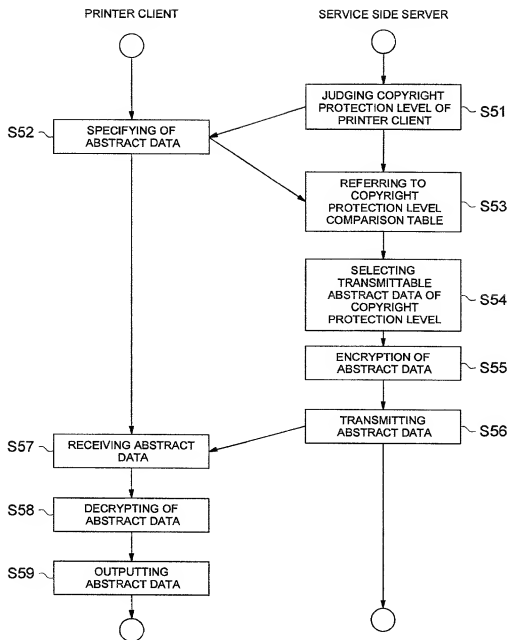 PRINTER CLIENT
SERVICE SIDE SERVER
JUDGING COPYRIGHT
PROTECTION LEVEL OF
PRINTER CLIENT
S51
S52
SPECIFYING OF
ABSTRACT DATA
REFERRING TO
COPYRIGHT
PROTECTION LEVEL
COMPARISON TABLE
S53
SELECTING
TRANSMITTABLE
ABSTRACT DATA OF
COPYRIGHT
PROTECTION LEVEL
S54
ENCRYPTION OF
ABSTRACT DATA
S55
TRANSMITTING
ABSTRACT DATA
S56
S57
RECEIVING ABSTRACT
DATA
S58
DECRYPTING OF
ABSTRACT DATA
S59
OUTPUTTING
ABSTRACT DATA